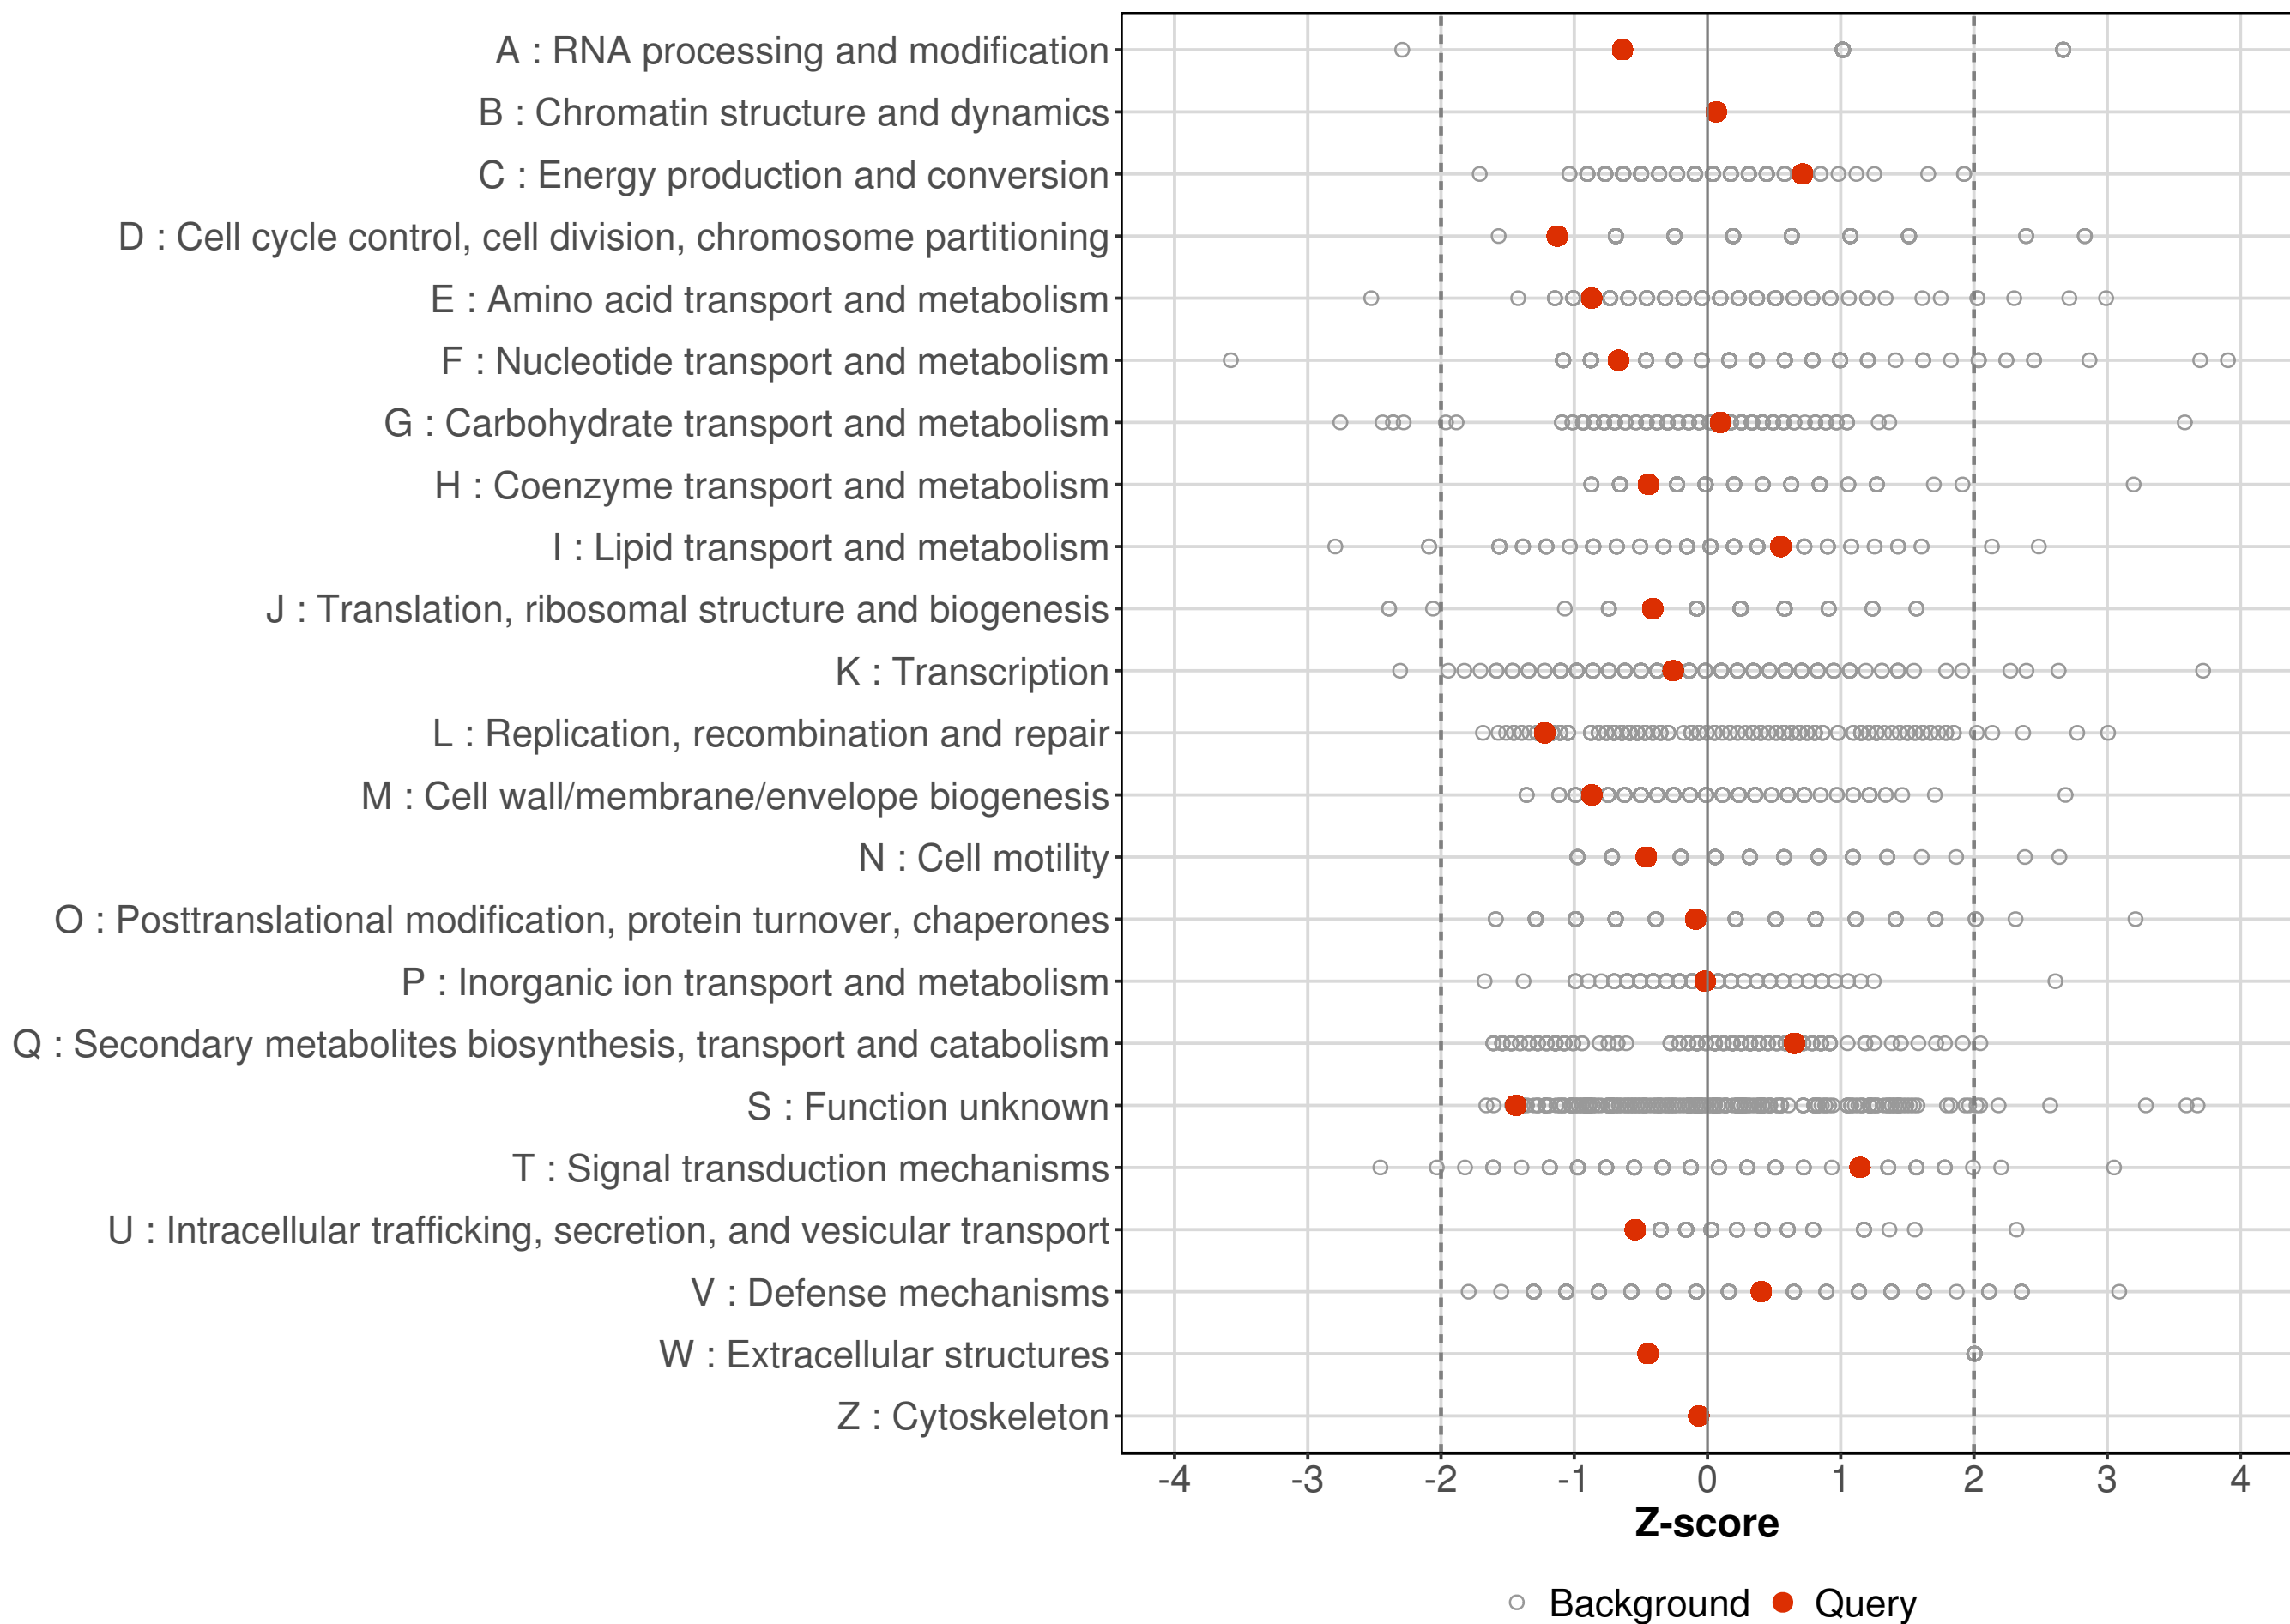 A : RNA processing and modification
B : Chromatin structure and dynamics
C : Energy production and conversion
D : Cell cycle control, cell division, chromosome partitioning
E : Amino acid transport and metabolism
F : Nucleotide transport and metabolism
G : Carbohydrate transport and metabolism
H : Coenzyme transport and metabolism
I : Lipid transport and metabolism
J : Translation, ribosomal structure and biogenesis
K : Transcription
L : Replication, recombination and repair
M : Cell wall/membrane/envelope biogenesis
N : Cell motility
O : Posttranslational modification, protein turnover, chaperones
P : Inorganic ion transport and metabolism
Q : Secondary metabolites biosynthesis, transport and catabolism
S : Function unknown
T : Signal transduction mechanisms
U : Intracellular trafficking, secretion, and vesicular transport
V : Defense mechanisms
W : Extracellular structures
Z : Cytoskeleton
-4 -3 -2 -1 0 1 2 3 4
Z-score
Background Query